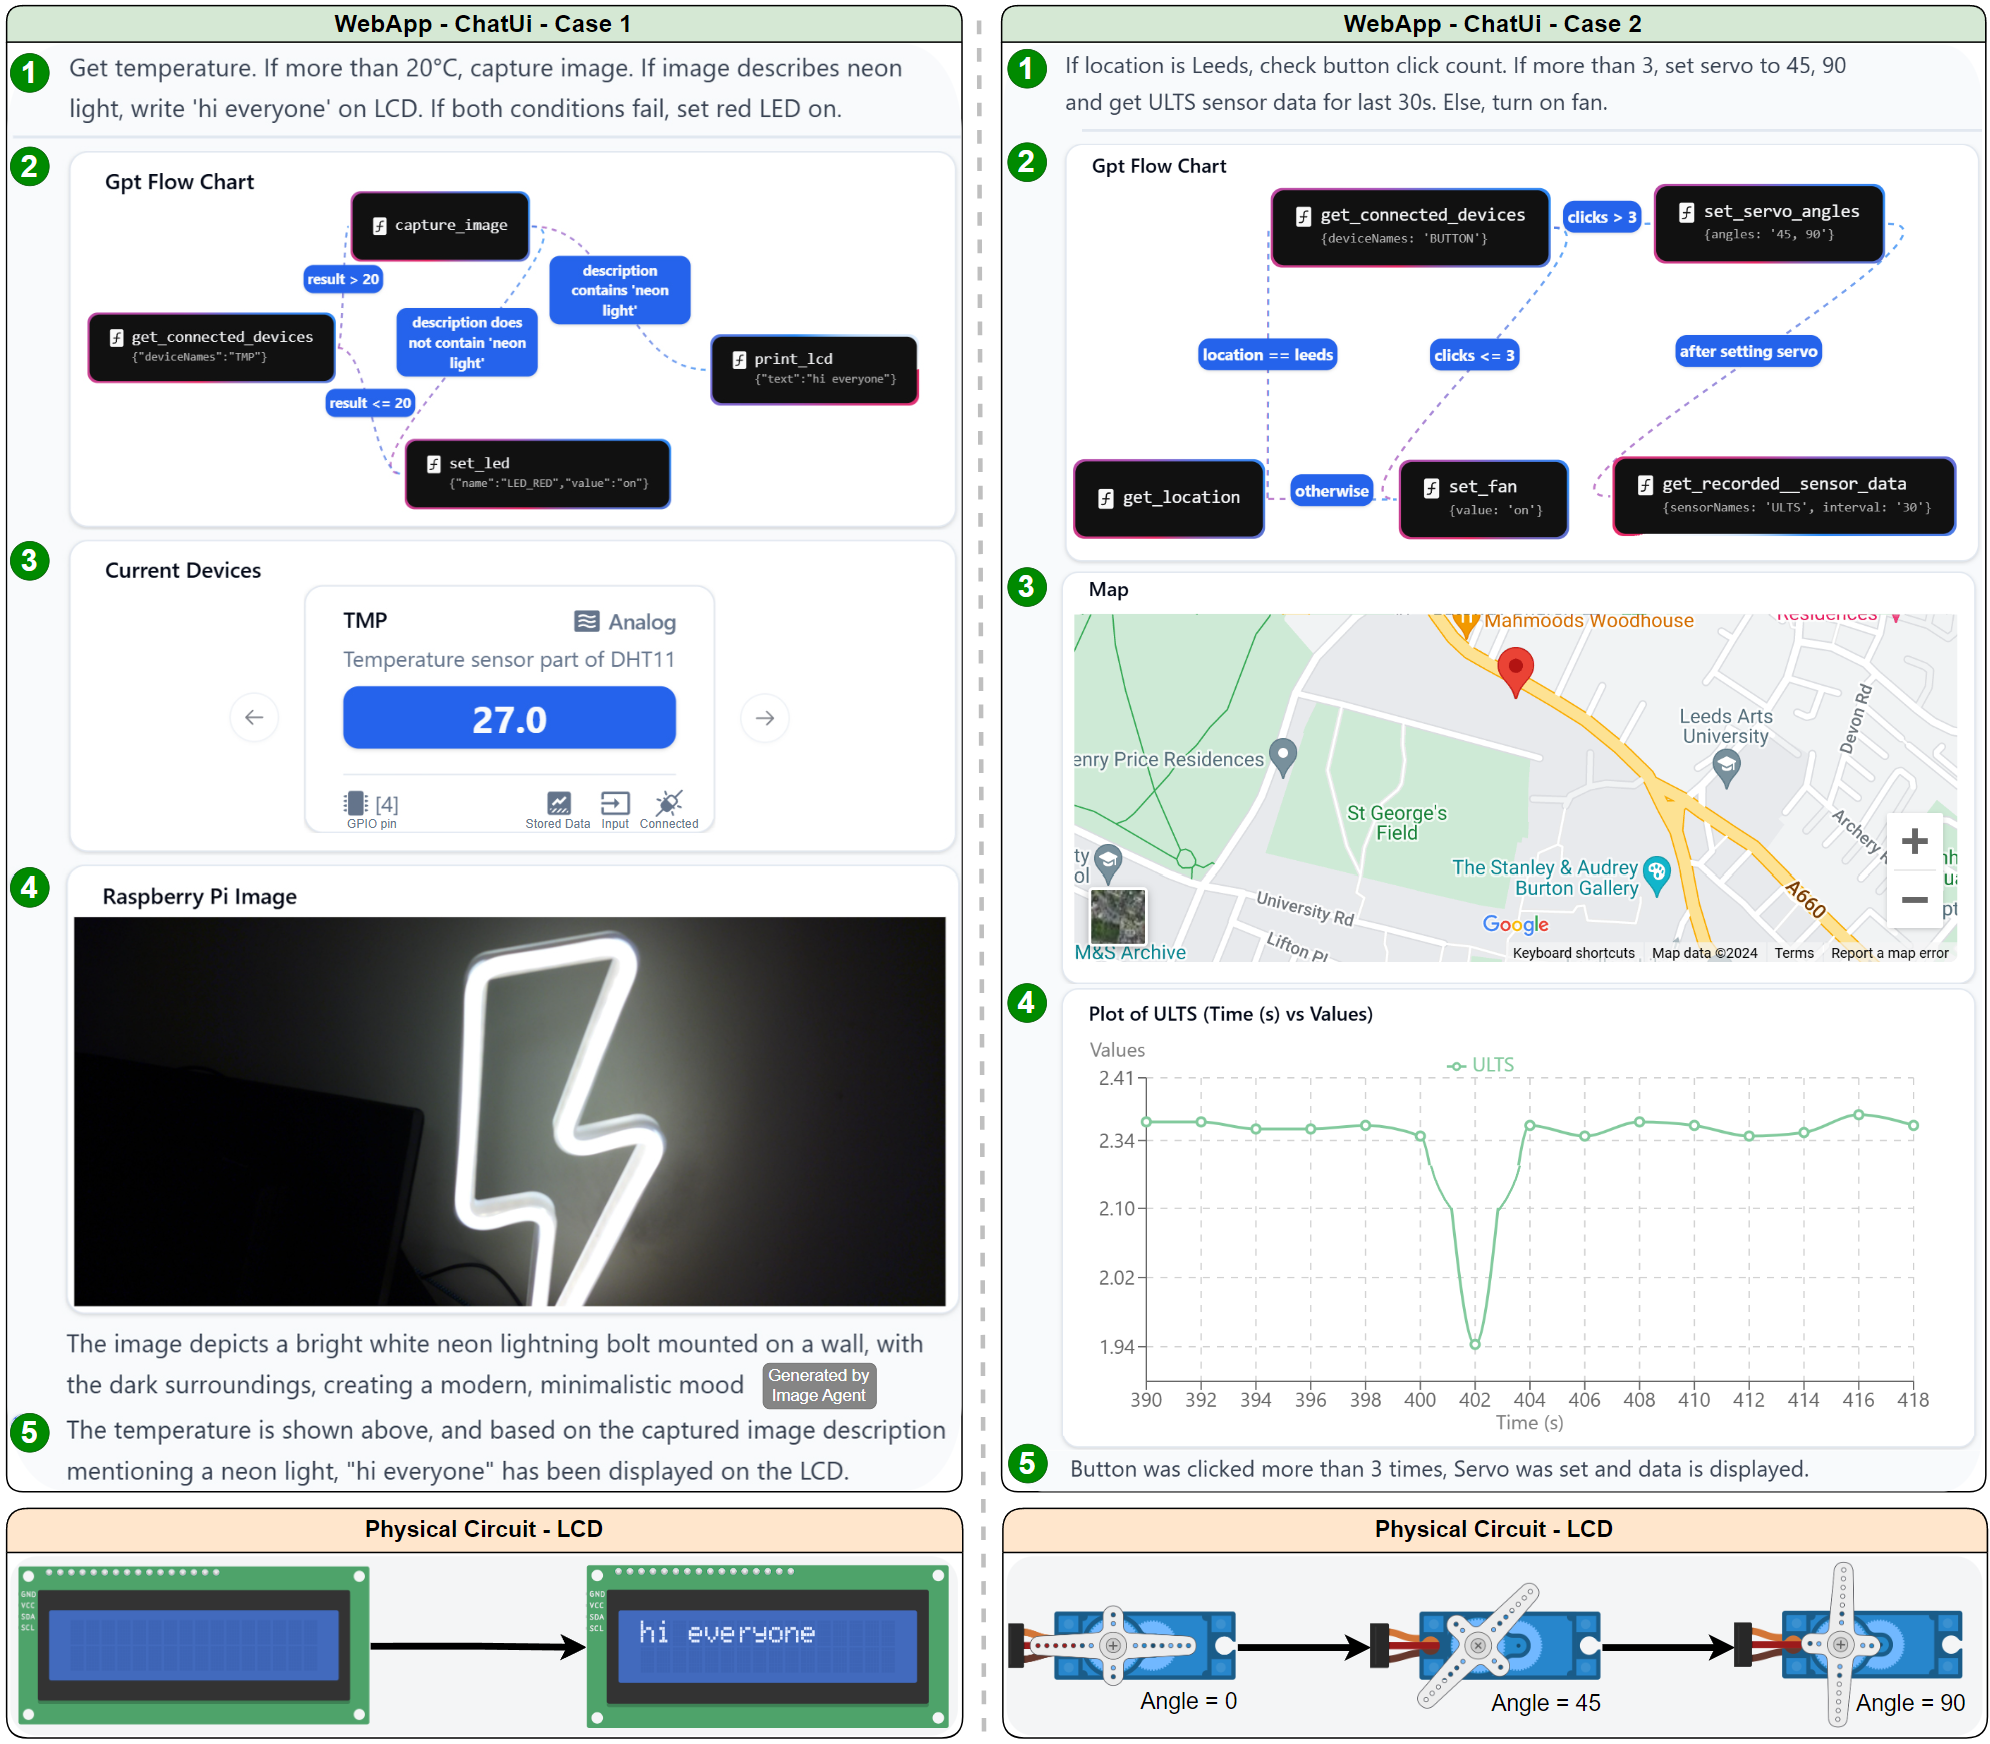 WebApp - ChatUi - Case 1
1
Get temperature. If more than 20°C, capture image. If image describes neon
light, write 'hi everyone' on LCD. If both conditions fail, set red LED on.
2
Gpt Flow Chart
capture_image
result > 20
description
contains 'neon
light'
description does
not contain 'neon
light'
get_connected_devices
{"deviceNames":"TMP"}
print_lcd
{"text":"hi everyone"}
result <= 20
set_led
{"name":"LED_RED","value":"on"}
3
Current Devices
TMP
Analog
Temperature sensor part of DHT11
27.0
[4]
GPIO pin
Stored Data
Input
Connected
4
Raspberry Pi Image
The image depicts a bright white neon lightning bolt mounted on a wall, with
the dark surroundings, creating a modern, minimalistic mood
Generated by
Image Agent
5
The temperature is shown above, and based on the captured image description
mentioning a neon light, "hi everyone" has been displayed on the LCD.
Physical Circuit - LCD
GND
VCC
SDA
SCL
GND
VCC
SDA
SCL
hi everyone
WebApp - ChatUi - Case 2
1
If location is Leeds, check button click count. If more than 3, set servo to 45, 90
and get ULTS sensor data for last 30s. Else, turn on fan.
2
Gpt Flow Chart
get_connected_devices
{deviceNames: 'BUTTON'}
clicks > 3
set_servo_angles
{angles: '45, 90'}
location == leeds
clicks <= 3
after setting servo
get_location
otherwise
set_fan
{value: 'on'}
get_recorded__sensor_data
{sensorNames: 'ULTS', interval: '30'}
3
Map
Mahmoods Woodhouse
Residences
Leeds Arts
University
Devon Rd
enry Price Residences
St George's
Field
Archery
The Stanley & Audrey
Burton Gallery
A660
University Rd
Lifton Pl
M&S Archive
Google
Keyboard shortcuts
Map data ©2024
Terms
Report a map error
4
Plot of ULTS (Time (s) vs Values)
Values
ULTS
2.41
2.34
2.10
2.02
1.94
390 392 394 396 398 400 402 404 406 408 410 412 414 416 418
Time (s)
5
Button was clicked more than 3 times, Servo was set and data is displayed.
Physical Circuit - LCD
Angle = 0
Angle = 45
Angle = 90